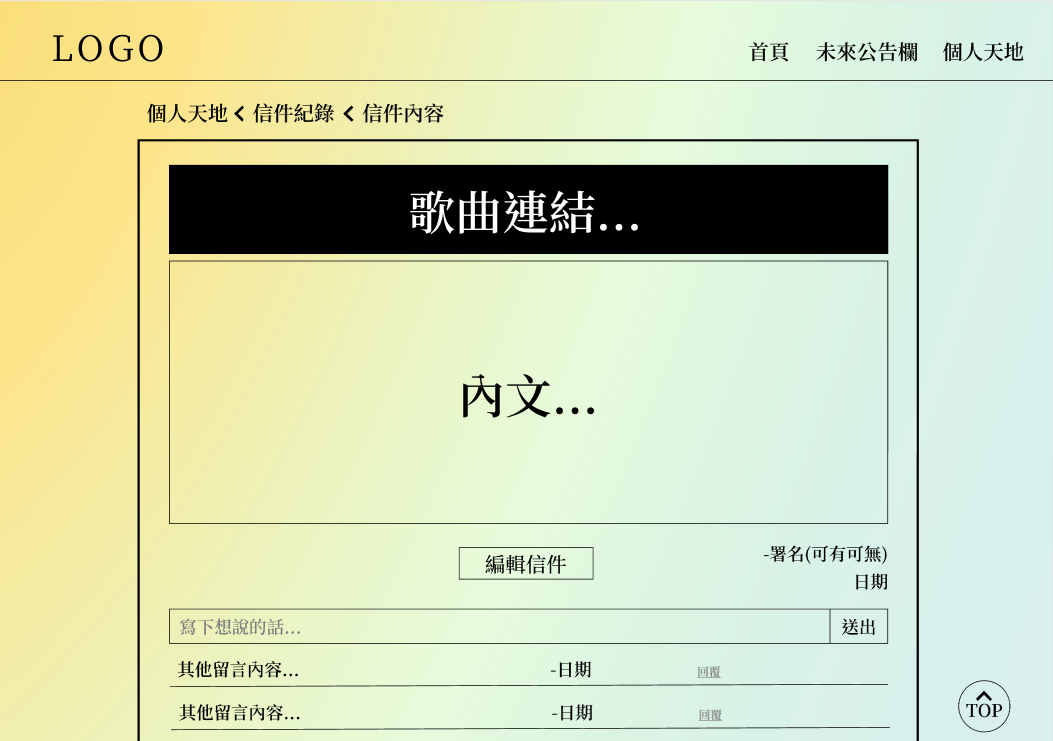 LOGO
首頁 未來公告欄 個人天地
個人天地 信件紀錄 信件內容
歌曲連結...
內文...
編輯信件
-署名(可有可無)
日期
寫下想說的話... 送出
其他留言內容... -日期 回覆
其他留言內容... -日期 回覆
TOP